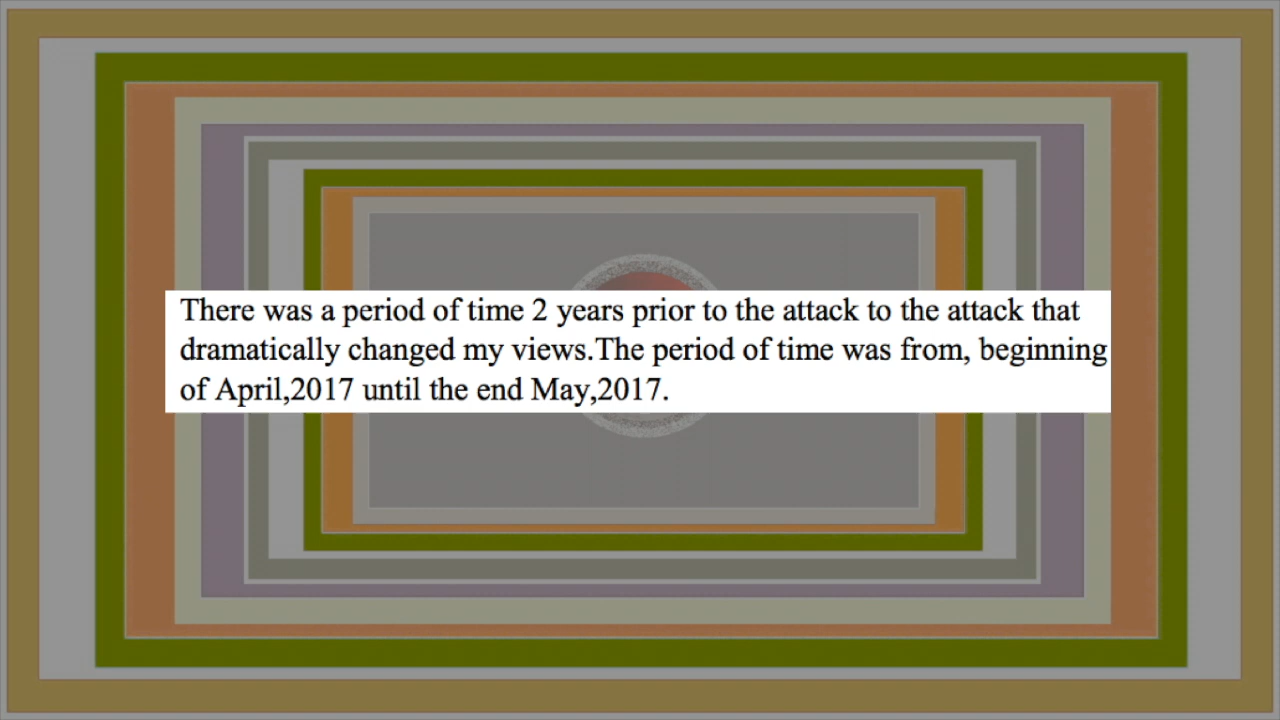 There was a period of time 2 years prior to the attack to the attack that
dramatically changed my views.The period of time was from, beginning
of April,2017 until the end May,2017.